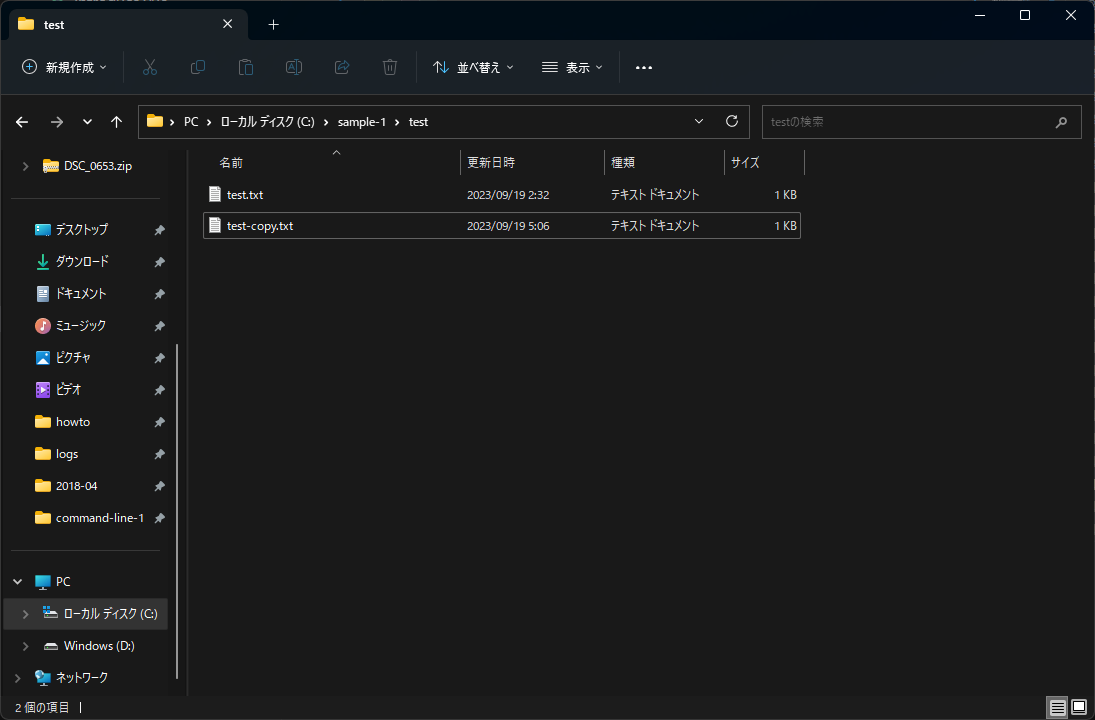 test
新規作成
並べ替え
表示
PC
ローカル ディスク (C:)
sample-1
test
testの検索
DSC_0653.zip
デスクトップ
ダウンロード
ドキュメント
ミュージック
ピクチャ
ビデオ
howto
logs
2018-04
command-line-1
PC
ローカル ディスク (C:)
Windows (D:)
ネットワーク
名前 更新日時 種類 サイズ
test.txt 2023/09/19 2:32 テキスト ドキュメント 1 KB
test-copy.txt 2023/09/19 5:06 テキスト ドキュメント 1 KB
2 個の項目